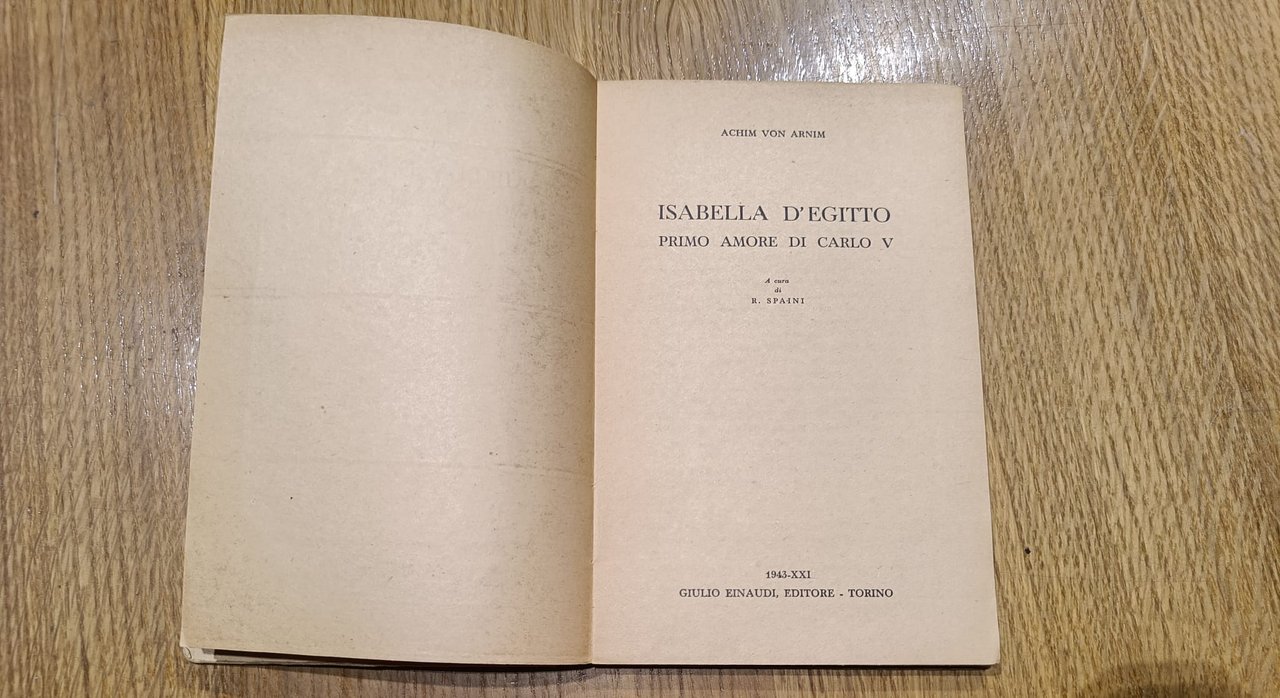 ACHIM VON ARNIM
ISABELLA D'EGITTO
PRIMO AMORE DI CARLO V
A cura
di
R. SPAINI
1943-XXI
GIULIO EINAUDI, EDITORE - TORINO